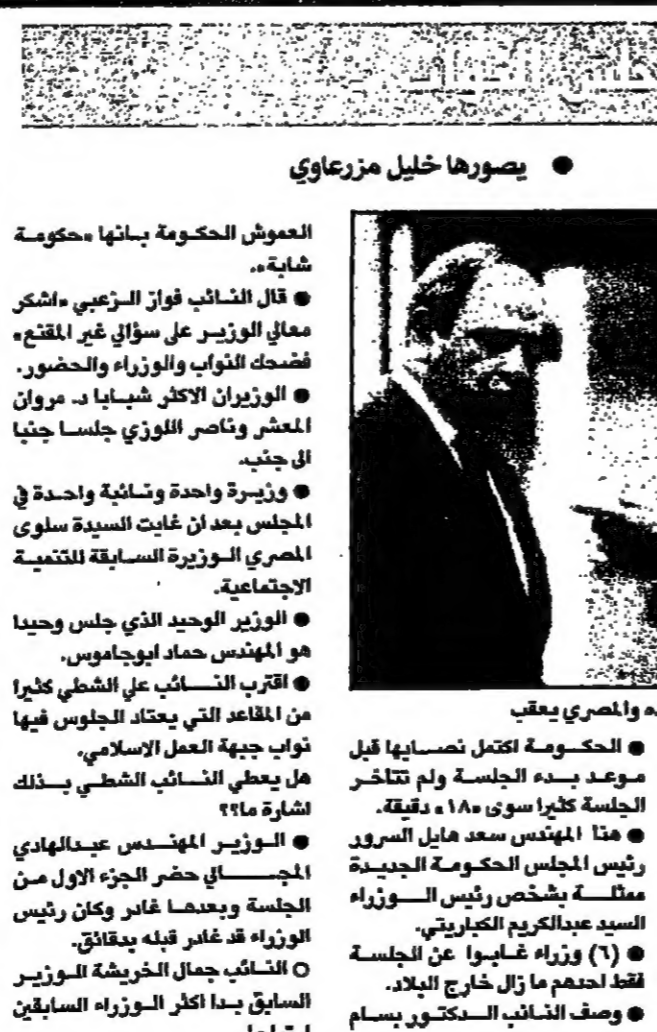 ● يصورها خليل مزرعاوي
ه والمصري يعقب
● الحكومة اكتمل نصابها قبل
موعد بدء الجلسة ولم تتاخر
الجلسة كثيرا سوى «١٨» دقيقة.
● هنا المهندس سعد هايل السرور
رئيس المجلس الحكومة الجديدة
ممثلة بشخص رئيس الوزراء
السيد عبدالكريم الكباريتي.
● (٦) وزراء غابوا عن الجلسة
فقط احدهم ما زال خارج البلاد.
● وصف النائب الدكتور بسام
العموش الحكومة بانها «حكومة
شابة».
● قال النائب فواز الزعبي «اشكر
معالي الوزير على سؤالي غير المقنع»
فضحك النواب والوزراء والحضور.
● الوزيران الاكثر شبابا د. مروان
المعشر وناصر اللوزي جلسا جنبا
الى جنب.
● وزيرة واحدة ونائبة واحدة في
المجلس بعد ان غابت السيدة سلوى
المصري الوزيرة السابقة للتنمية
الاجتماعية.
● الوزير الوحيد الذي جلس وحيدا
هو المهندس حماد ابوجاموس.
● اقترب النائب علي الشطي كثيرا
من المقاعد التي يعتاد الجلوس فيها
نواب جبهة العمل الاسلامي.
هل يعطي النائب الشطي بذلك
اشارة ما؟؟
● الوزير المهندس عبدالهادي
المجالي حضر الجزء الاول من
الجلسة وبعدها غادر وكان رئيس
الوزراء قد غادر قبله بدقائق.
○ النائب جمال الخريشة الوزير
السابق بدا اكثر الوزراء السابقين